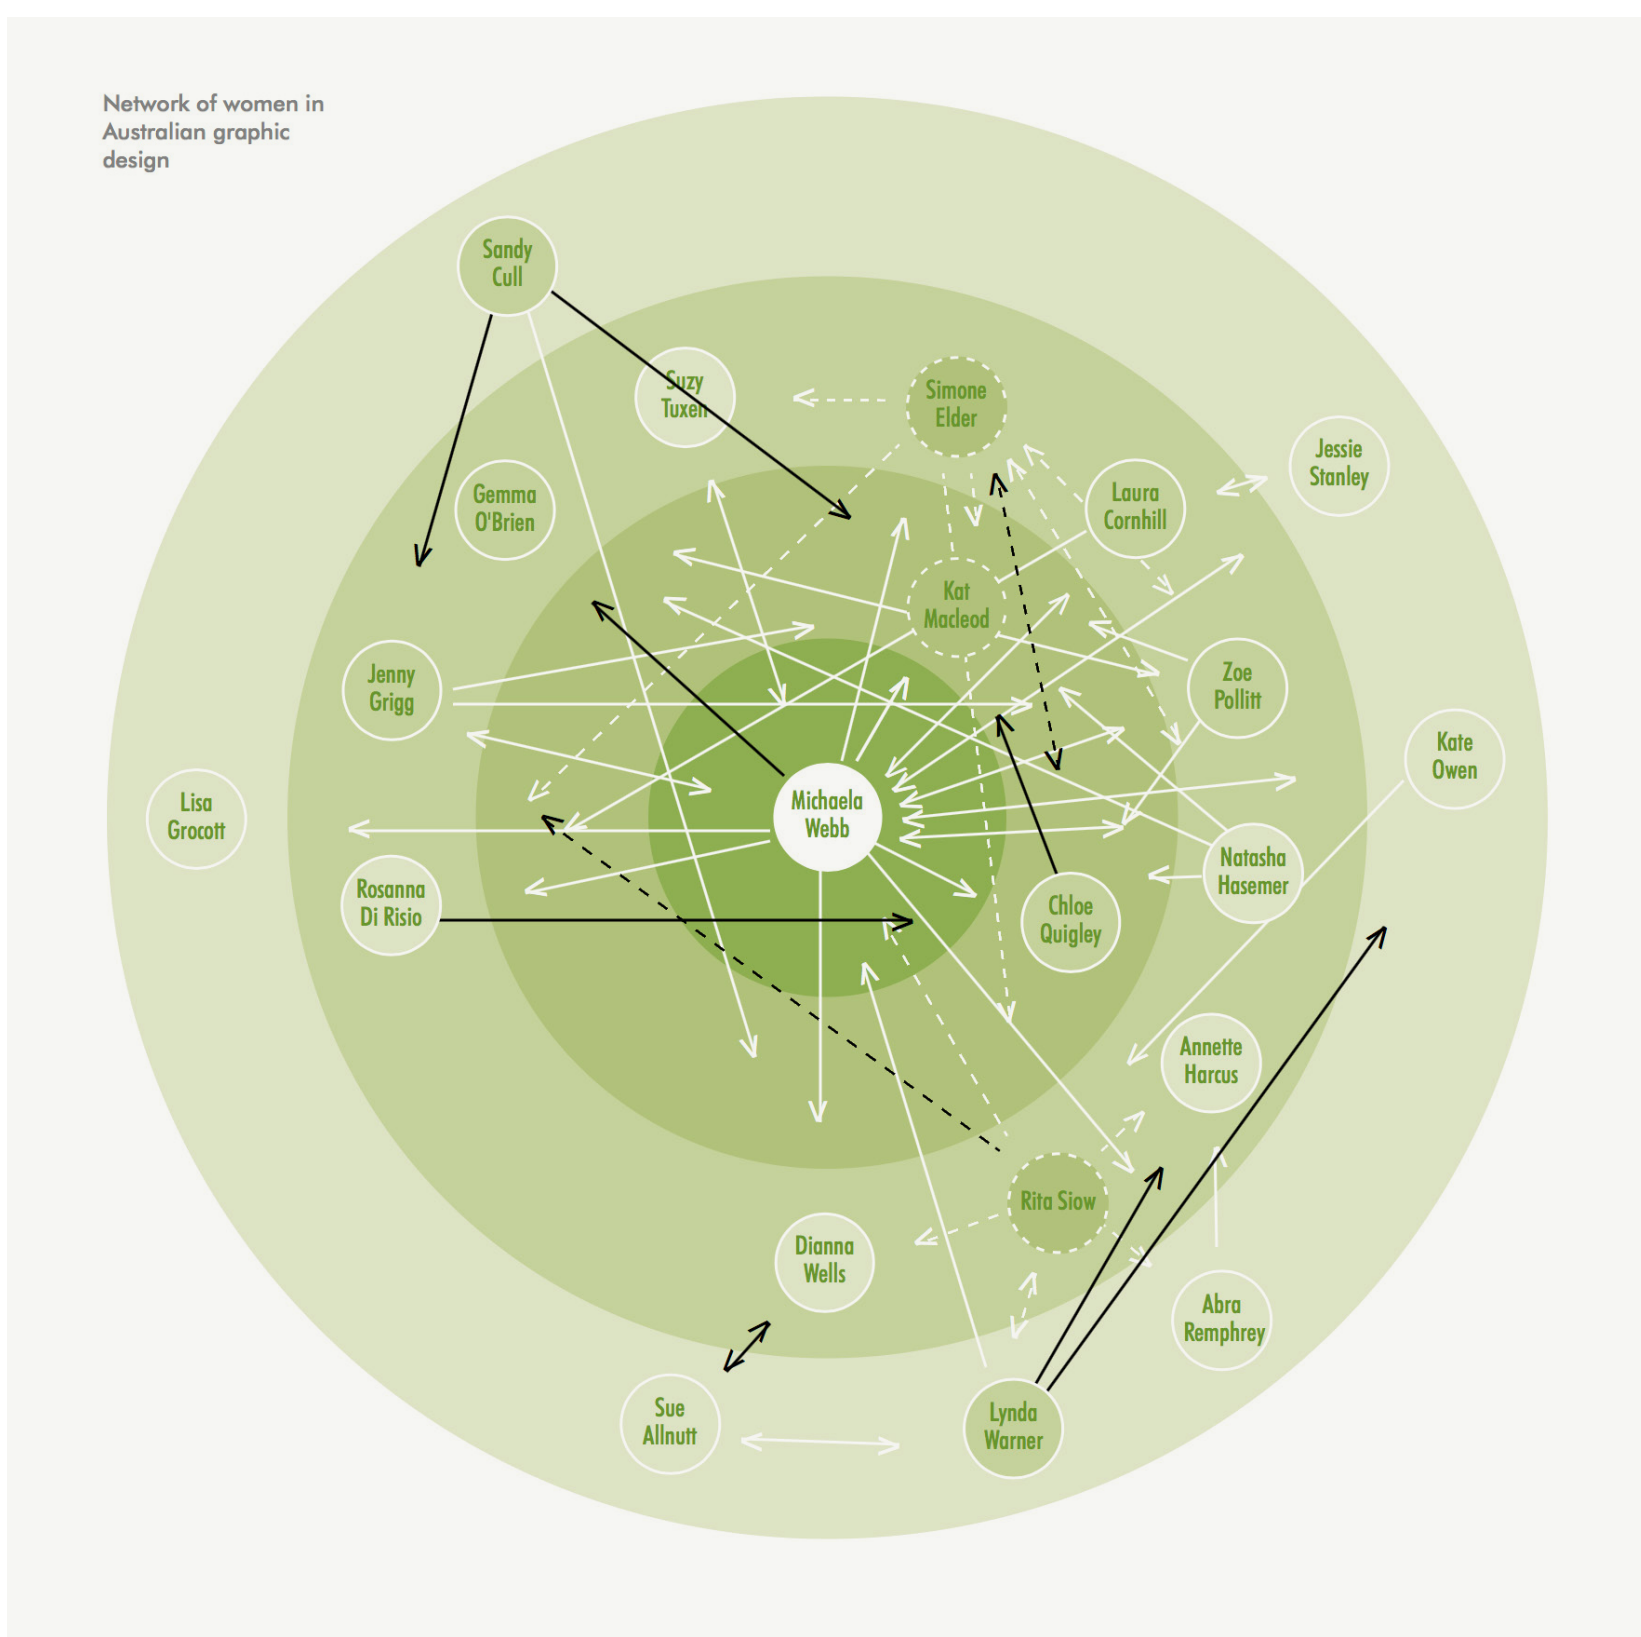 Network of women in
Australian graphic
design
Sandy
Cull
Suzy
Tuxen
Simone
Elder
Jessie
Stanley
Gemma
O'Brien
Laura
Cornhill
Kat
Macleod
Jenny
Grigg
Zoe
Pollitt
Kate
Owen
Lisa
Grocott
Michaela
Webb
Natasha
Hasemer
Rosanna
Di Risio
Chloe
Quigley
Annette
Harcus
Rita Siow
Dianna
Wells
Abra
Remphrey
Sue
Allnutt
Lynda
Warner